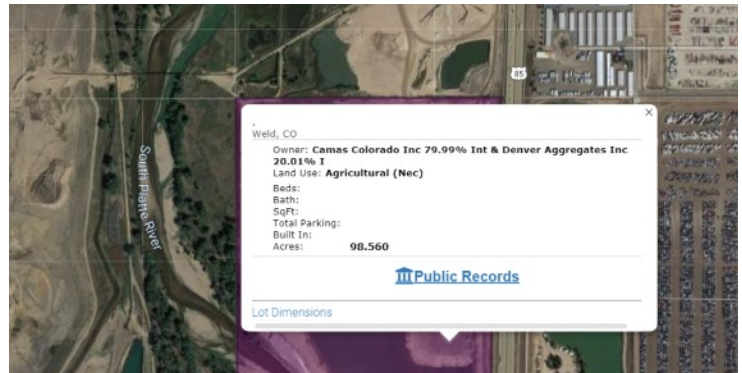 85
×
.
Weld, CO
Owner: Camas Colorado Inc 79.99% Int & Denver Aggregates Inc
20.01% I
Land Use: Agricultural (Nec)
Beds:
Bath:
SqFt:
Total Parking:
Built In:
Acres: 98.560
Public Records
Lot Dimensions
South Platte River